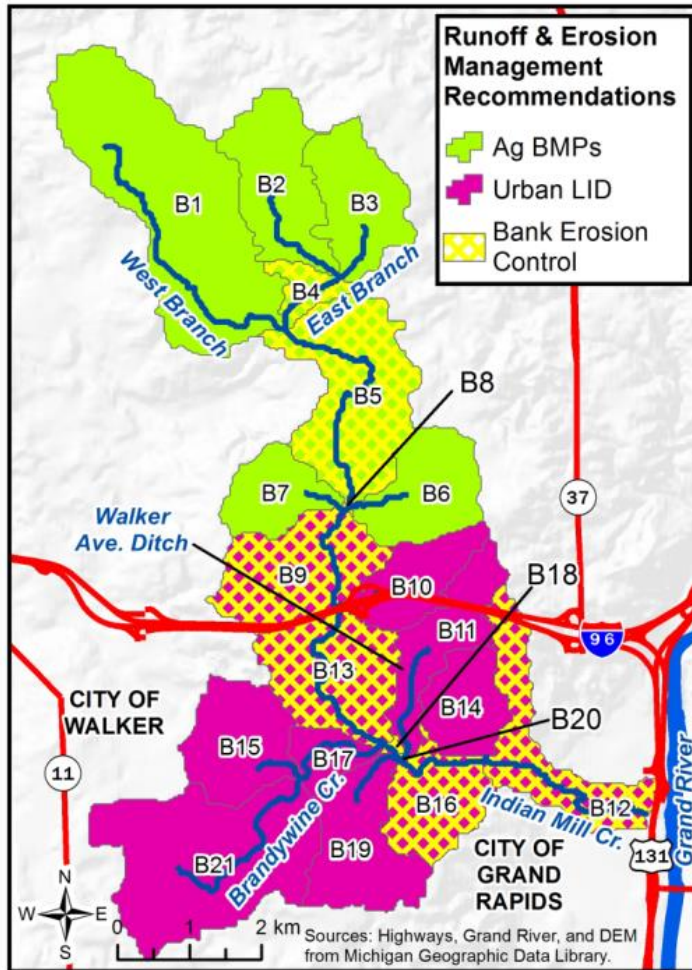 Runoff & Erosion
Management
Recommendations
Ag BMPs
Urban LID
Bank Erosion
Control
B1
B2
B3
B4
West Branch
East Branch
B5
B8
B7
B6
Walker
Ave. Ditch
37
B9
B10
B18
96
B11
B13
CITY OF
WALKER
B14
B20
B15
B17
11
B16
Indian Mill Cr.
B12
Grand River
Brandywine Cr.
B19
B21
CITY OF
GRAND
RAPIDS
131
N
W
E
S
0
1
2 km
Sources: Highways, Grand River, and DEM
from Michigan Geographic Data Library.